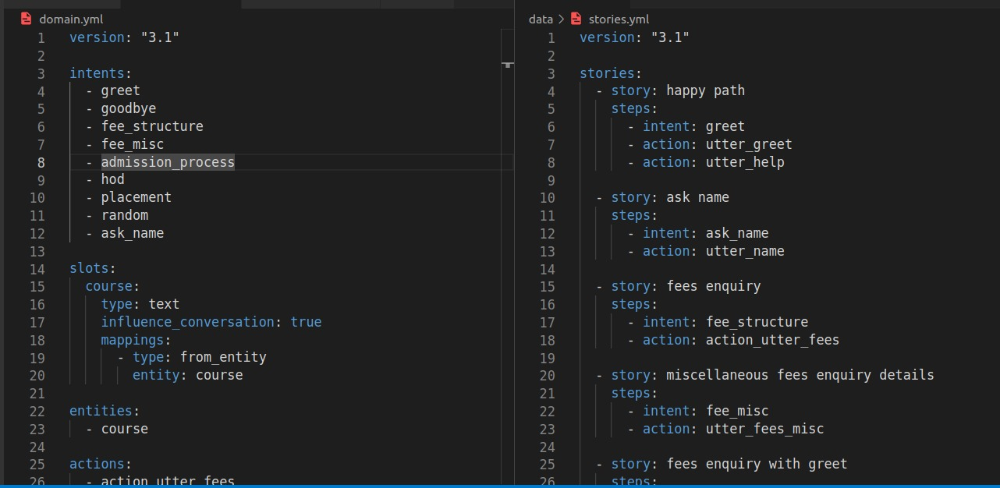 domain.yml
1 version: "3.1"
2
3 intents:
4   - greet
5   - goodbye
6   - fee_structure
7   - fee_misc
8   - admission_process
9   - hod
10   - placement
11   - random
12   - ask_name
13
14 slots:
15   course:
16     type: text
17     influence_conversation: true
18     mappings:
19       - type: from_entity
20         entity: course
21
22 entities:
23   - course
24
25 actions:
26   - action_utter_fees
data > stories.yml
1 version: "3.1"
2
3 stories:
4   - story: happy path
5     steps:
6       - intent: greet
7       - action: utter_greet
8       - action: utter_help
9
10   - story: ask name
11     steps:
12       - intent: ask_name
13       - action: utter_name
14
15   - story: fees enquiry
16     steps:
17       - intent: fee_structure
18       - action: action_utter_fees
19
20   - story: miscellaneous fees enquiry details
21     steps:
22       - intent: fee_misc
23       - action: utter_fees_misc
24
25   - story: fees enquiry with greet
26     steps: